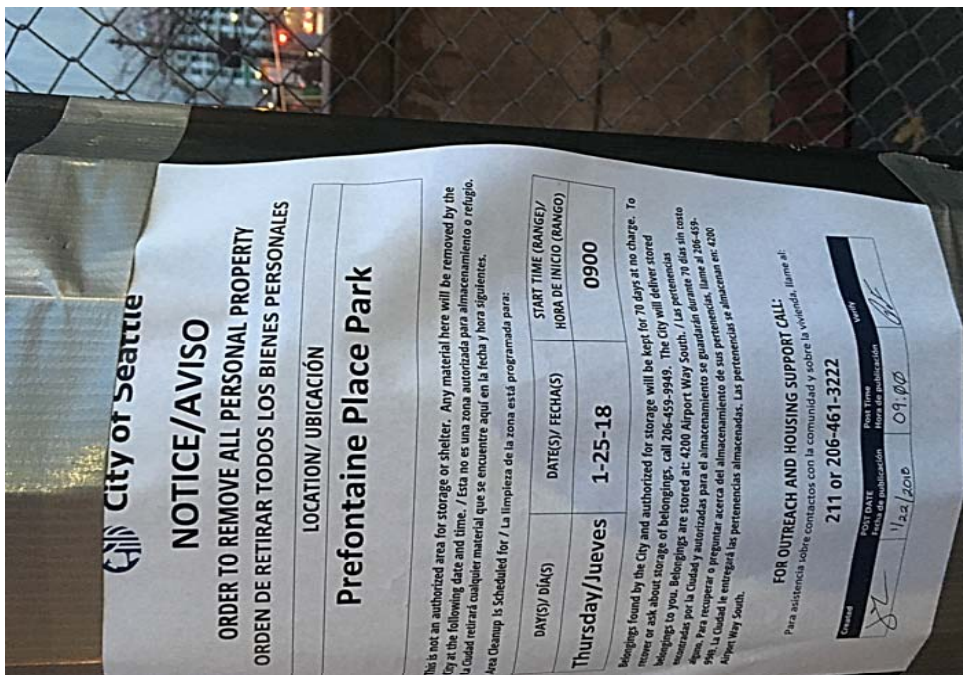 City of Seattle
NOTICE/AVISO
ORDER TO REMOVE ALL PERSONAL PROPERTY
ORDEN DE RETIRAR TODOS LOS BIENES PERSONALES
LOCATION/ UBICACIÓN
Prefontaine Place Park
This is not an authorized area for storage or shelter. Any material here will be removed by the
City at the following date and time. / Esta no es una zona autorizada para almacenamiento o refugio.
la Ciudad retirará cualquier material que se encuentre aquí en la fecha y hora siguientes.
Area Cleanup Is Scheduled for / La limpieza de la zona está programada para:
DAY(S)/ DIA(S) DATE(S)/ FECHA(S) START TIME (RANGE)/
HORA DE INICIO (RANGO)
Thursday/Jueves 1-25-18 0900
Belongings found by the City and authorized for storage will be kept for 70 days at no charge. To
recover or ask about storage of belongings, call 206-459-9949. The City will deliver stored
belongings to you. Belongings are stored at: 4200 Airport Way South. / Las pertenencias
encontradas por la Ciudad y autorizadas para el almacenamiento se guardarán durante 70 días sin costo
alguno. Para recuperar o preguntar acerca del almacenamiento de sus pertenencias, llame al 206-459-
9949. La Ciudad le entregará las pertenencias almacenadas. Las pertenencias se almacenan en: 4200
Airport Way South.
FOR OUTREACH AND HOUSING SUPPORT CALL:
Para asistencia sobre contactos con la comunidad y sobre la vivienda, llame al:
211 or 206-461-3222
Created POST DATE Post Time Verify
Fecha de publicación Hora de publicación
09:00